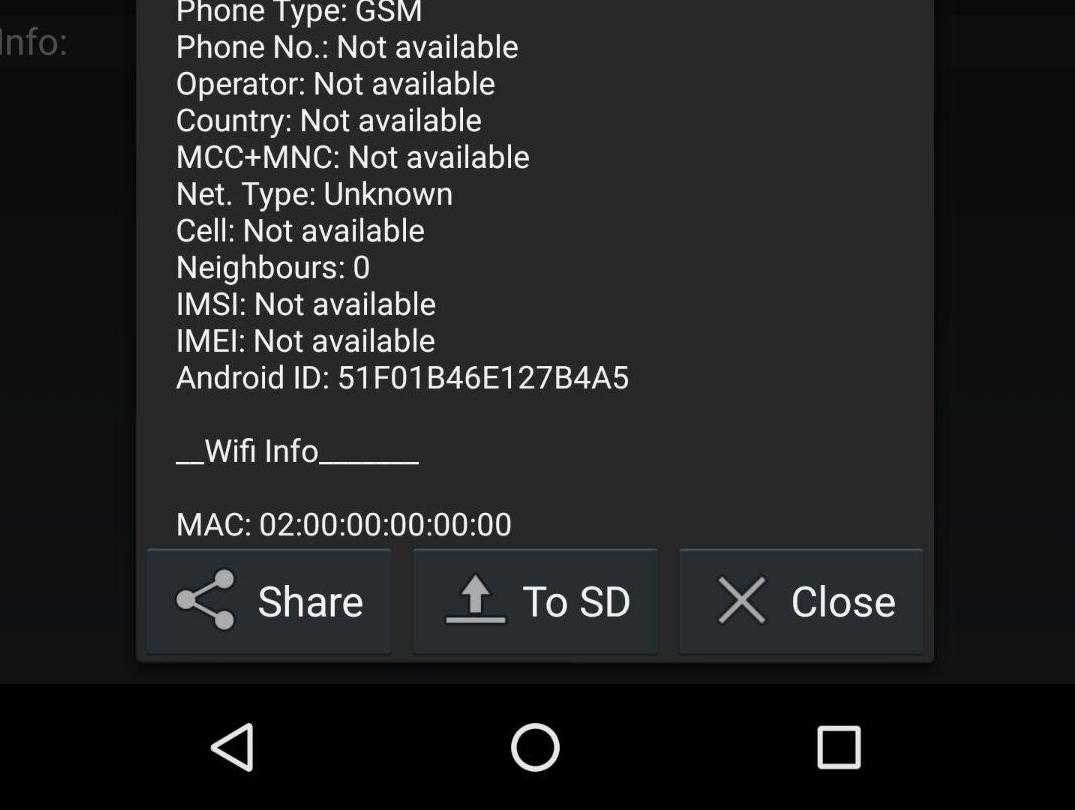 Info:
Phone Type: GSM
Phone No.: Not available
Operator: Not available
Country: Not available
MCC+MNC: Not available
Net. Type: Unknown
Cell: Not available
Neighbours: 0
IMSI: Not available
IMEI: Not available
Android ID: 51F01B46E127B4A5
__Wifi Info_______
MAC: 02:00:00:00:00:00
Share
To SD
Close